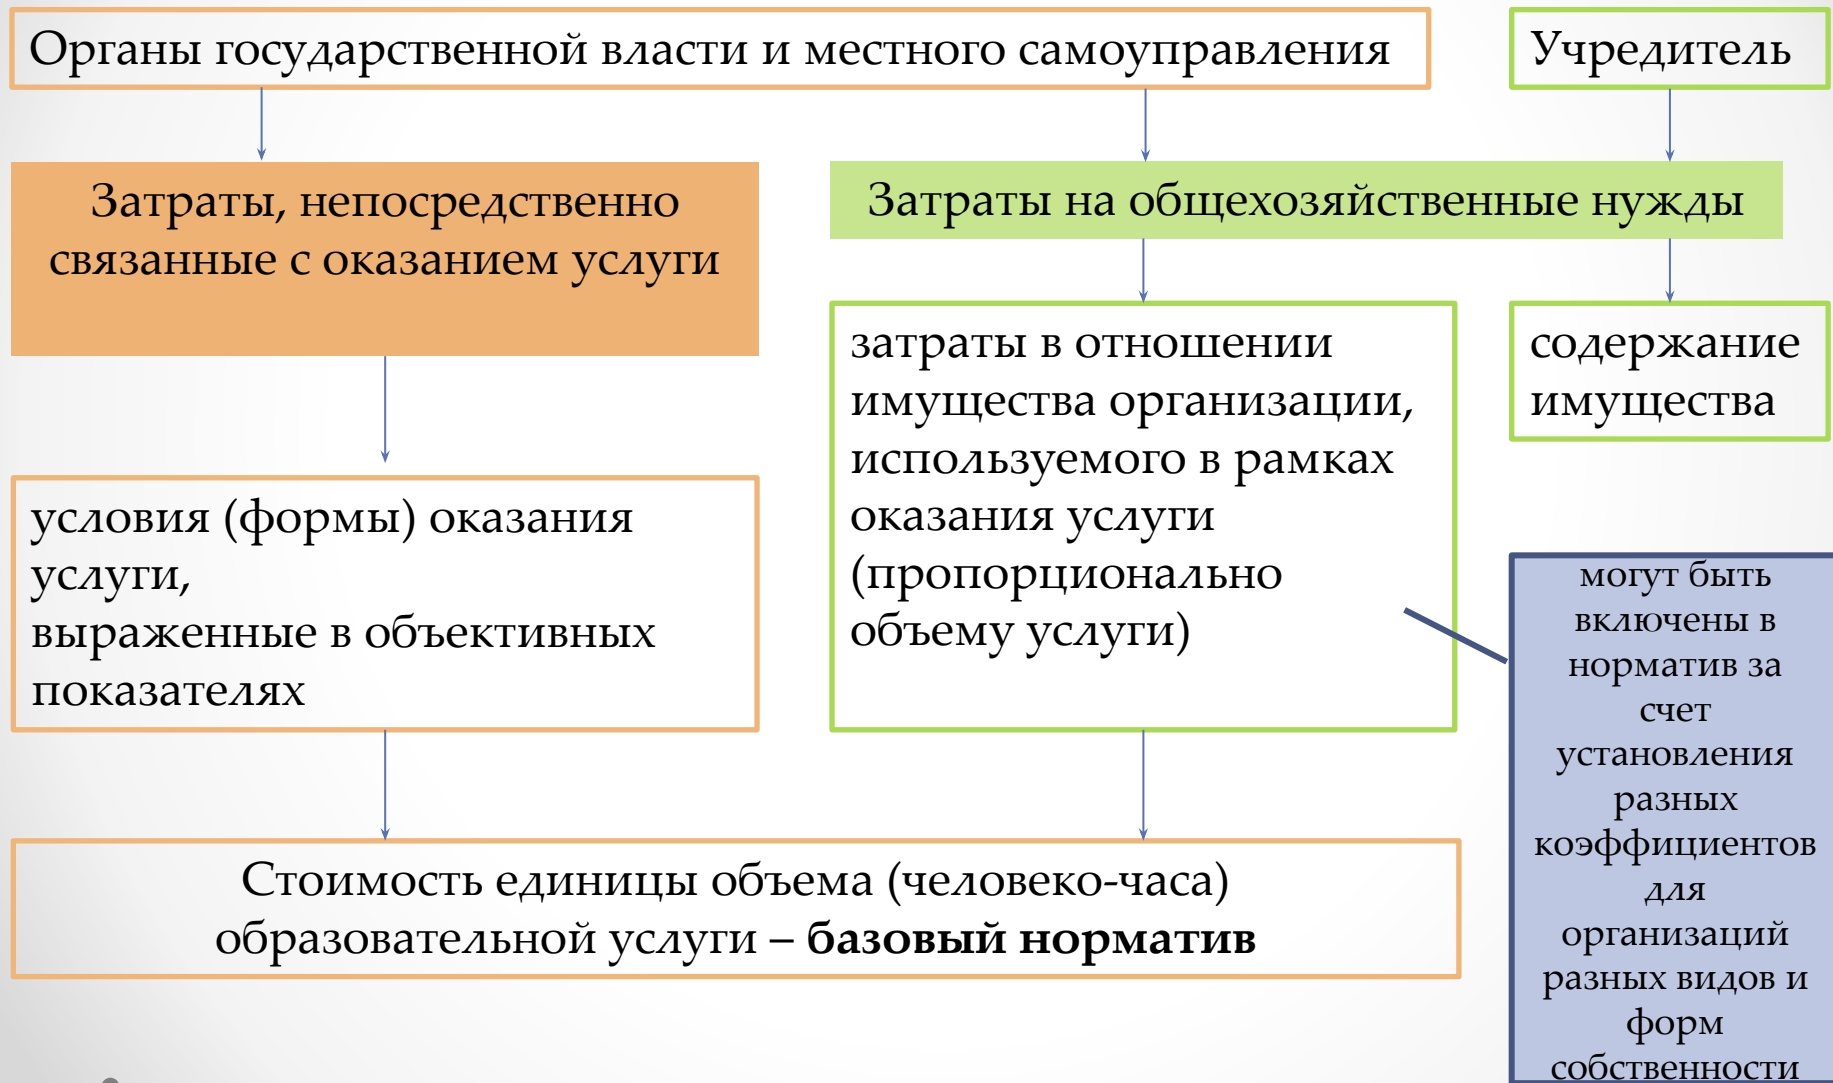 Органы государственной власти и местного самоуправления
Учредитель
Затраты, непосредственно
связанные с оказанием услуги
Затраты на общехозяйственные нужды
условия (формы) оказания
услуги,
выраженные в объективных
показателях
затраты в отношении
имущества организации,
используемого в рамках
оказания услуги
(пропорционально
объему услуги)
содержание
имущества
могут быть
включены в
норматив за
счет
установления
разных
коэффициентов
для
организаций
разных видов и
форм
собственности
Стоимость единицы объема (человеко-часа)
образовательной услуги – базовый норматив